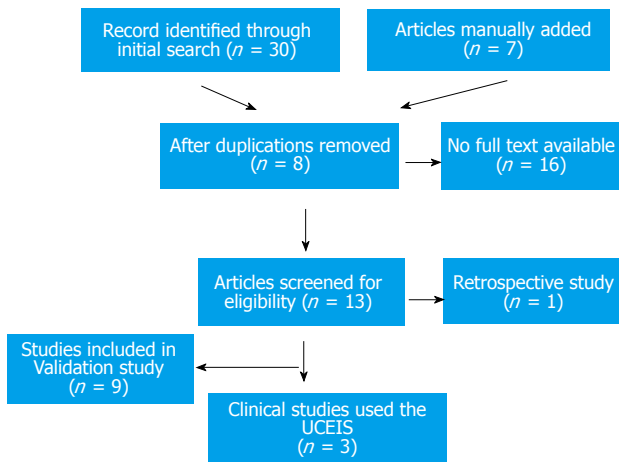 Record identified through
initial search (n = 30)
Articles manually added
(n = 7)
After duplications removed
(n = 8)
No full text available
(n = 16)
Articles screened for
eligibility (n = 13)
Retrospective study
(n = 1)
Studies included in
Validation study
(n = 9)
Clinical studies used the
UCEIS
(n = 3)